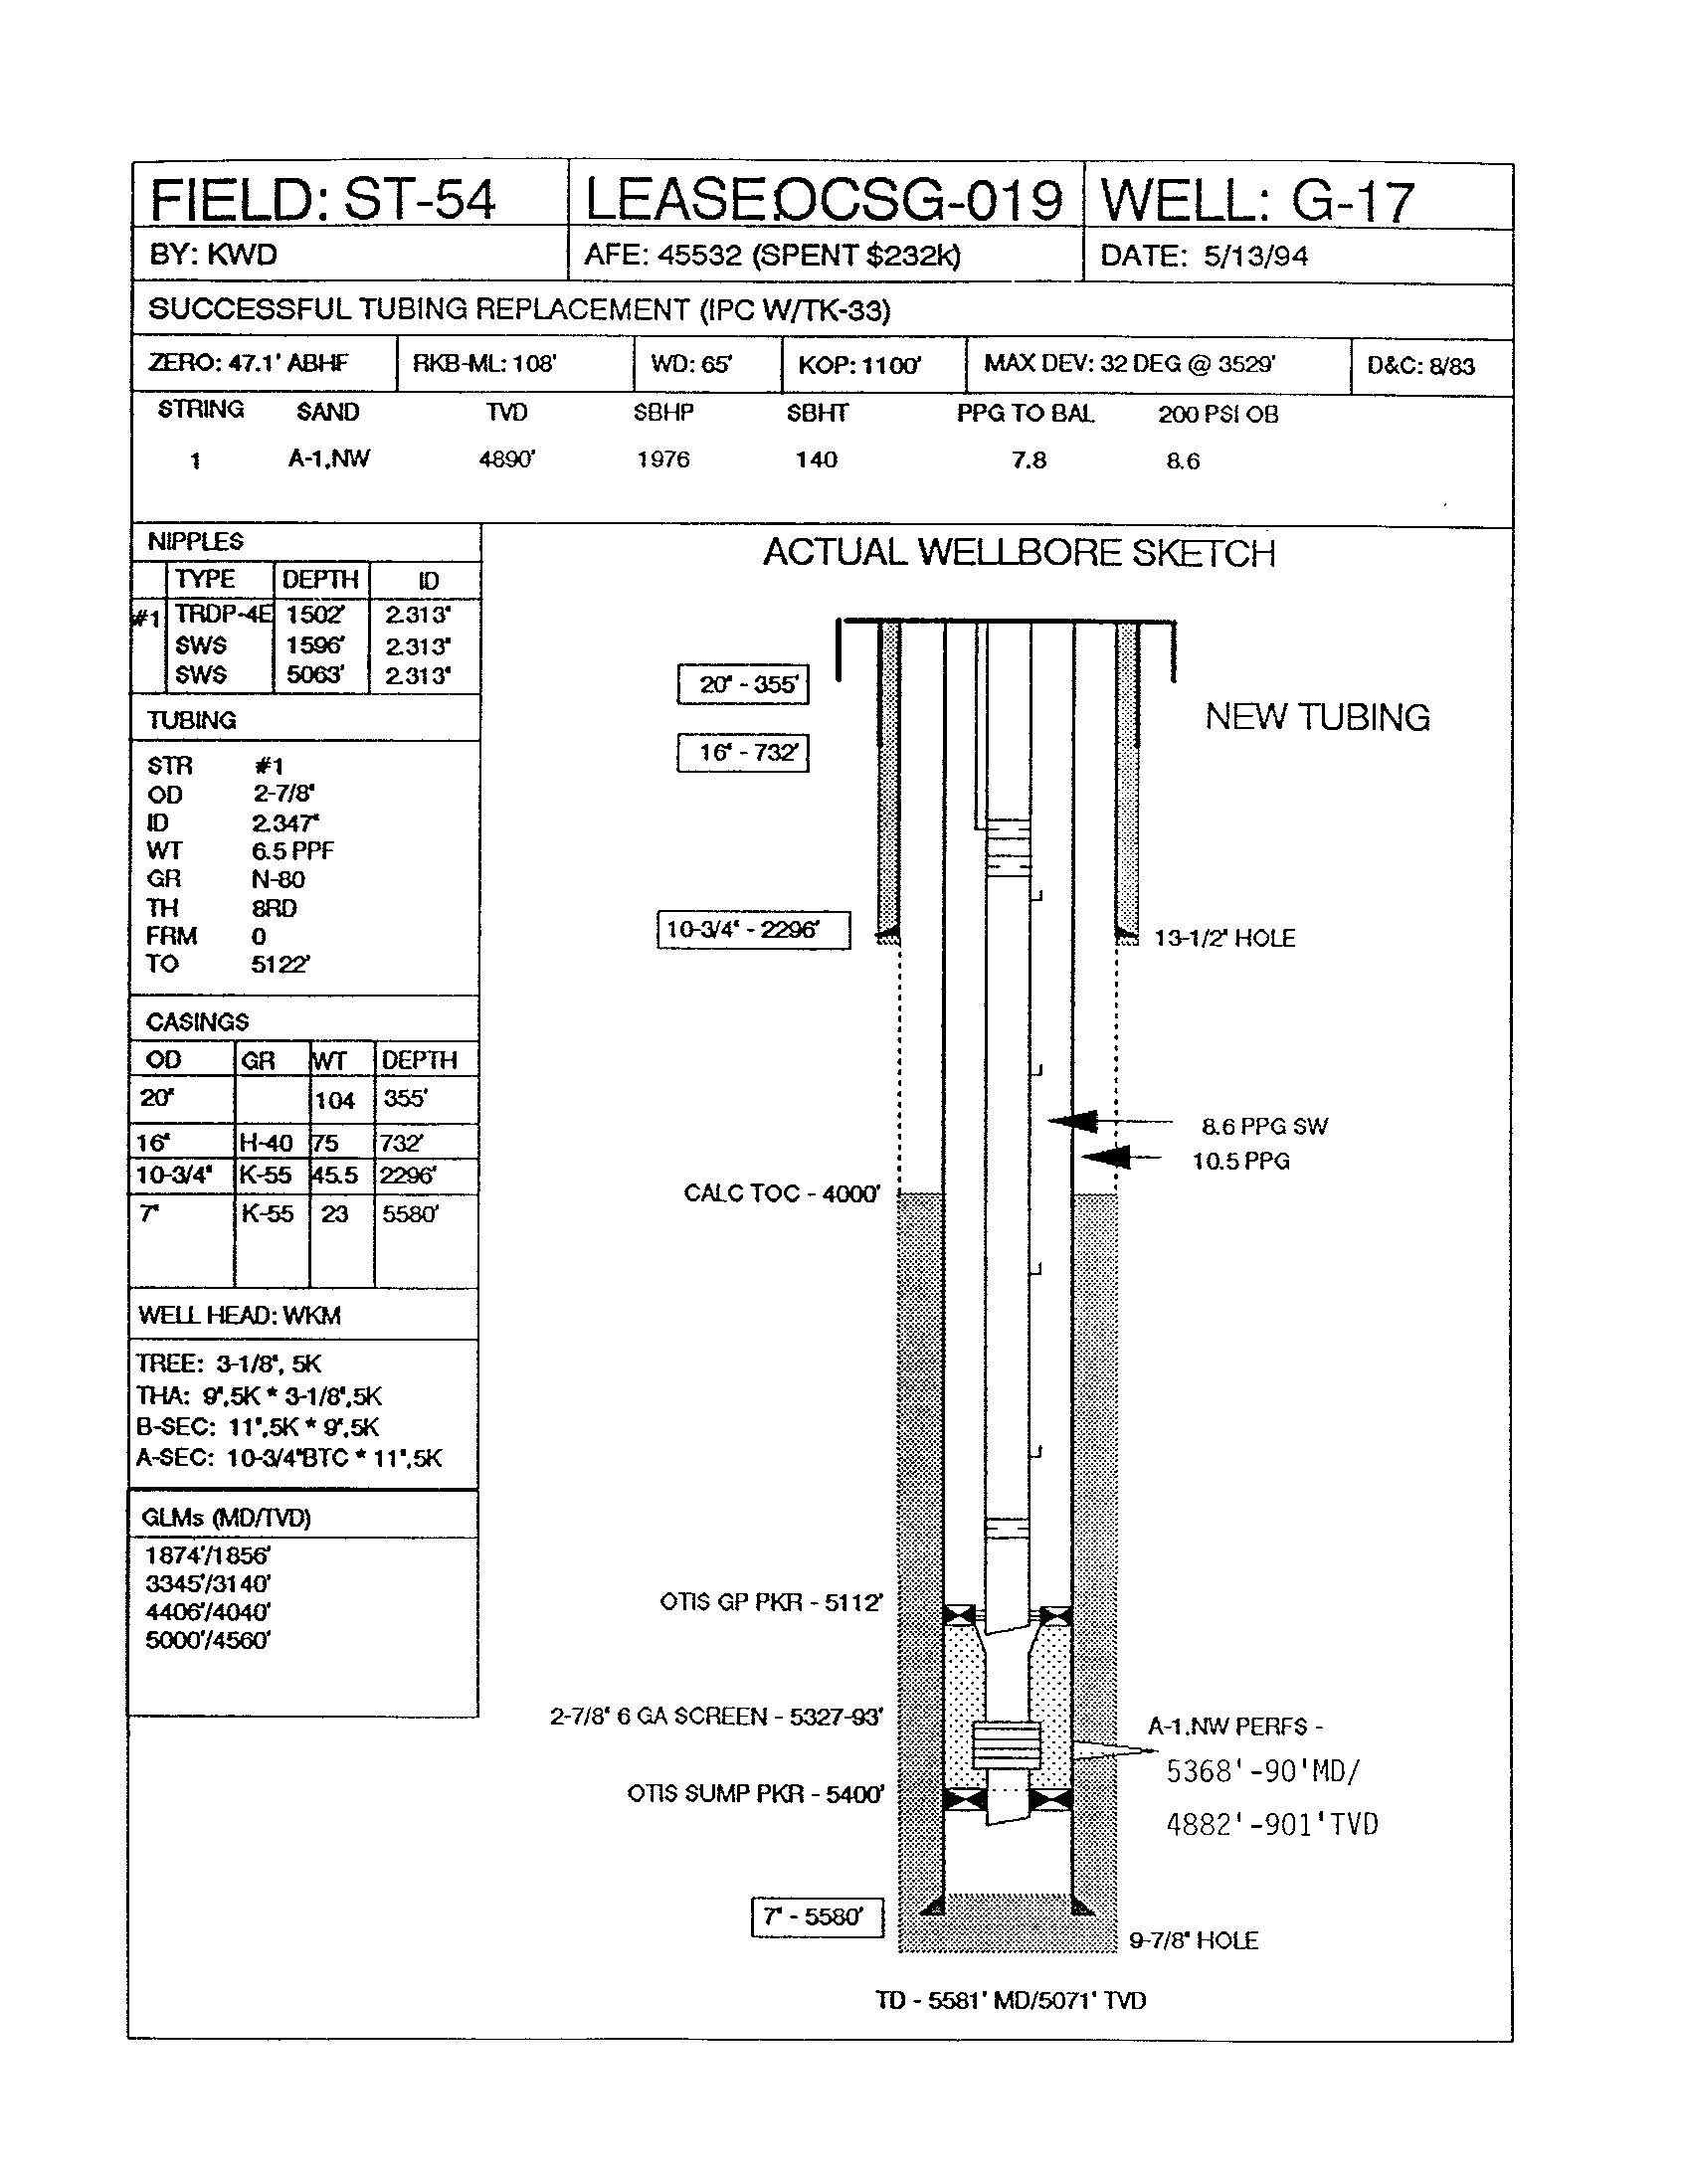 FIELD: ST-54 LEASE:OCSG-019 WELL: G-17
BY: KWD AFE: 45532 (SPENT $232k) DATE: 5/13/94
SUCCESSFUL TUBING REPLACEMENT (IPC W/TK-33)
ZERO: 47.1' ABHF RKB-ML: 108' WD: 65' KOP: 1100' MAX DEV: 32 DEG @ 3529' D&C: 8/83
STRING SAND TVD SBHP SBHT PPG TO BAL 200 PSI OB
1 A-1,NW 4890' 1976 140 7.8 8.6
NIPPLES
TYPE DEPTH ID
#1 TRDP-4E 1502' 2.313"
SWS 1596' 2.313"
SWS 5063' 2.313"
TUBING
STR #1
OD 2-7/8"
ID 2.347"
WT 6.5 PPF
GR N-80
TH 8RD
FRM 0
TO 5122'
CASINGS
OD GR WT DEPTH
20" 104 355'
16" H-40 75 732'
10-3/4" K-55 45.5 2296'
7" K-55 23 5580'
WELL HEAD: WKM
TREE: 3-1/8", 5K
THA: 9",5K * 3-1/8",5K
B-SEC: 11",5K * 9",5K
A-SEC: 10-3/4"BTC * 11",5K
GLMs (MD/TVD)
1874'/1856'
3345'/3140'
4406'/4040'
5000'/4560'
ACTUAL WELLBORE SKETCH
20" - 355'
NEW TUBING
16" - 732'
10-3/4" - 2296'
13-1/2" HOLE
8.6 PPG SW
10.5 PPG
CALC TOC - 4000'
OTIS GP PKR - 5112'
2-7/8" 6 GA SCREEN - 5327-93'
A-1.NW PERFS -
5368'-90'MD/
4882'-901'TVD
OTIS SUMP PKR - 5400'
7" - 5580'
9-7/8" HOLE
TD - 5581' MD/5071' TVD